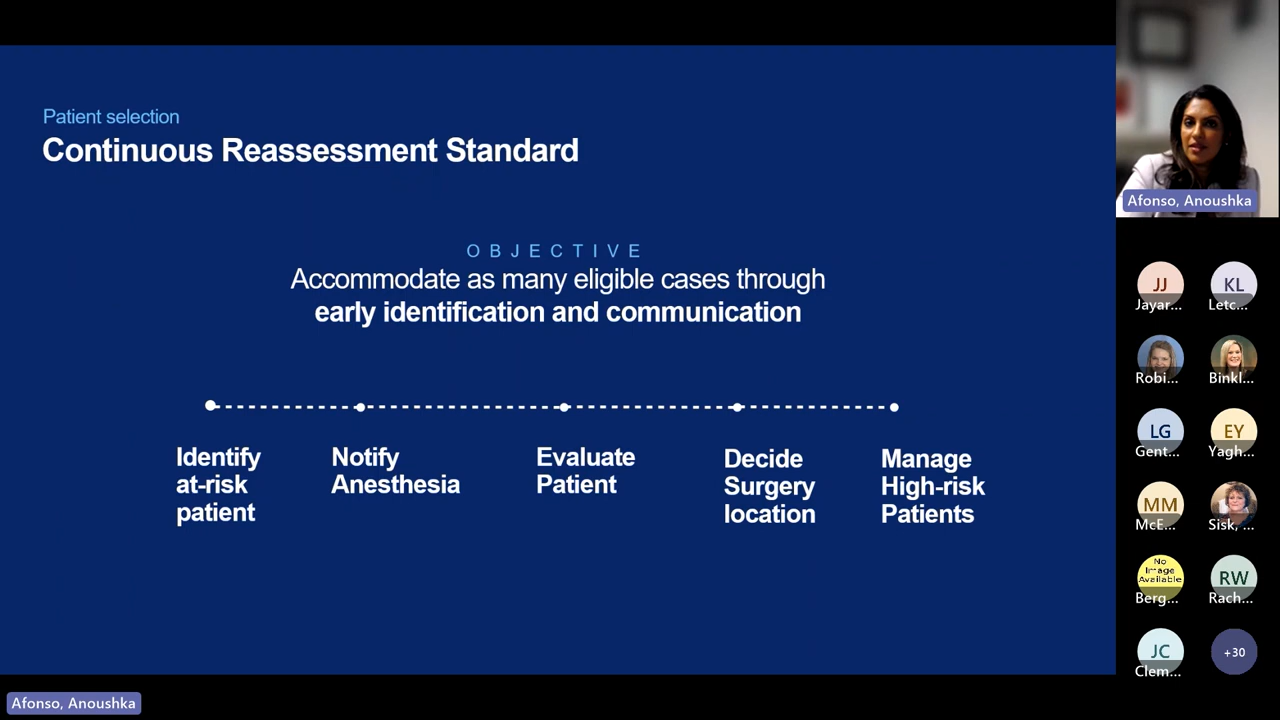 Patient selection
Continuous Reassessment Standard
OBJECTIVE
Accommodate as many eligible cases through
early identification and communication
Identify
at-risk
patient
Notify
Anesthesia
Evaluate
Patient
Decide
Surgery
location
Manage
High-risk
Patients
Afonso, Anoushka
JJ
Jayar...
KL
Letc...
Robi...
Binkl...
LG
Gent...
EY
Yagh...
MM
McE...
Sisk, ...
No
Image
Available
Berg...
RW
Rach...
JC
Clem...
+30
Afonso, Anoushka